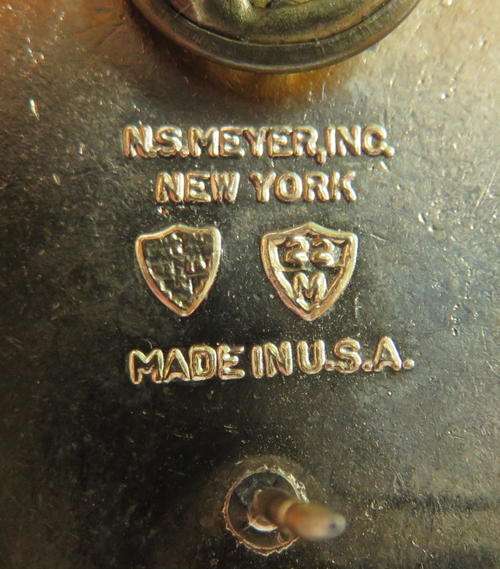 N.S.MEYER, INC.
NEW YORK
22
M
MADE IN U.S.A.